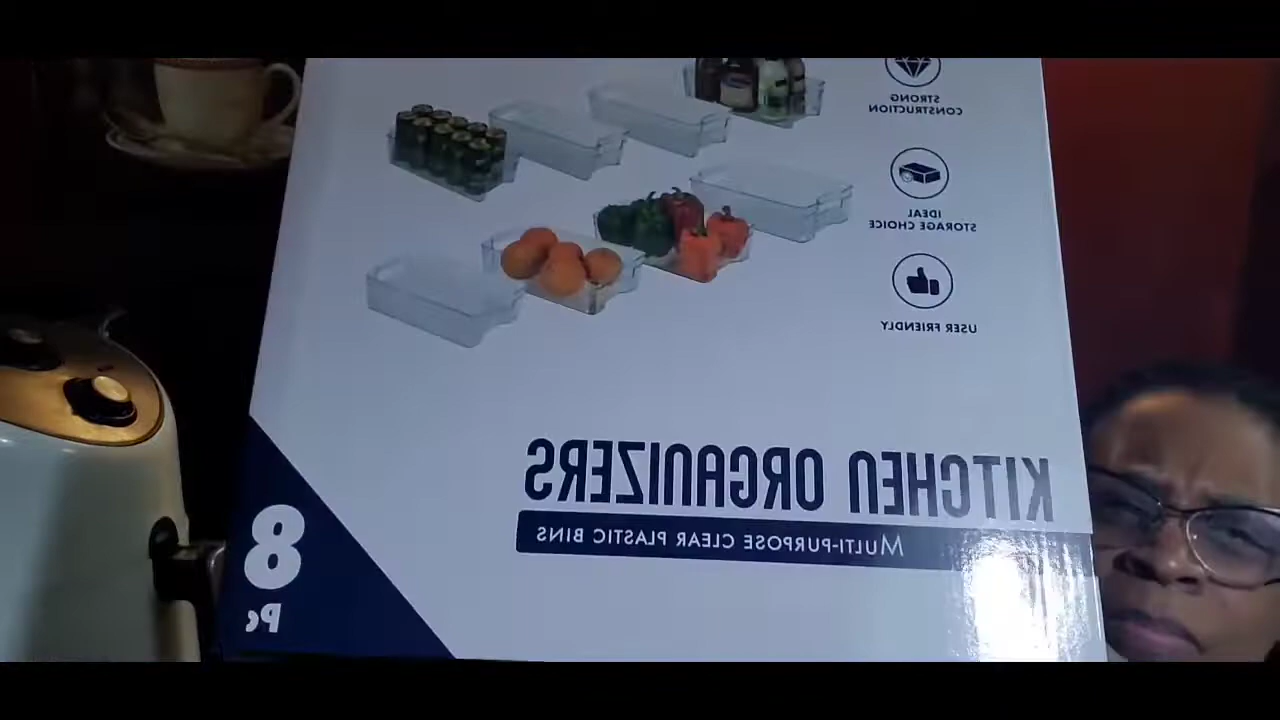 STRONG
CONSTRUCTION
IDEAL
STORAGE CHOICE
USER FRIENDLY
KITCHEN ORGANIZERS
MULTI-PURPOSE CLEAR PLASTIC BINS
8
Pc